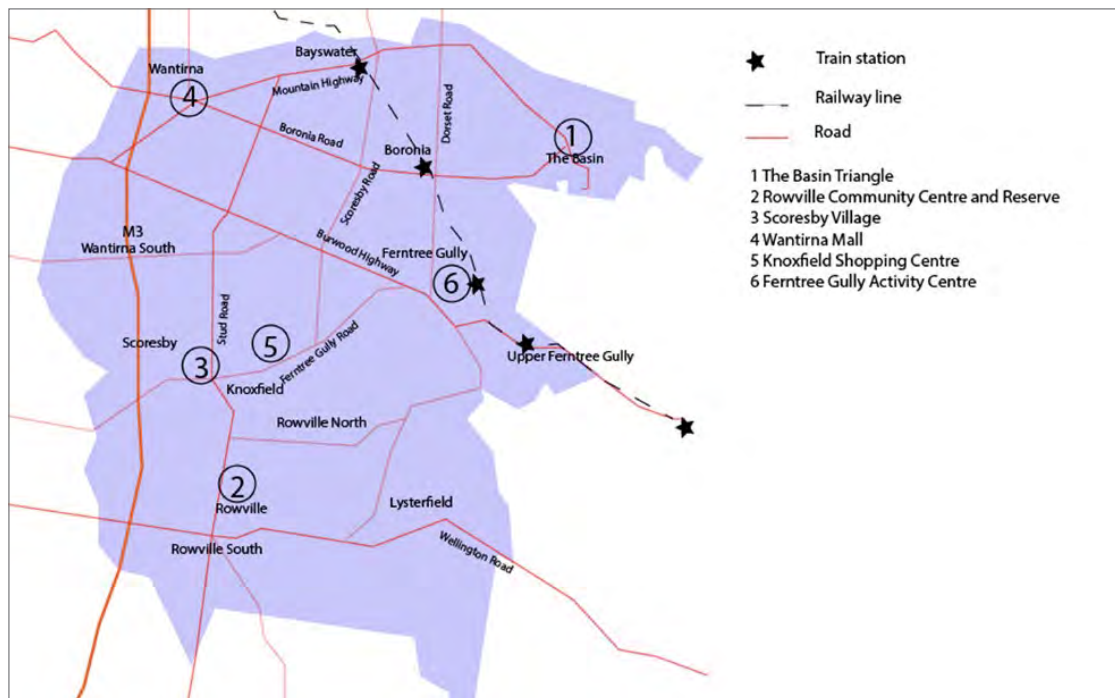 Bayswater
Wantirna
Mountain Highway
4
Dorset Road
Boronia Road
1
Boronia
The Basin
Scoresby Road
M3
Wantirna South
Burwood Highway
Ferntree Gully
6
Stud Road
Scoresby
5
Ferntree Gully Road
Upper Ferntree Gully
3
Knoxfield
Rowville North
2
Rowville
Lysterfield
Rowville South
Wellington Road
Train station
Railway line
Road
1 The Basin Triangle
2 Rowville Community Centre and Reserve
3 Scoresby Village
4 Wantirna Mall
5 Knoxfield Shopping Centre
6 Ferntree Gully Activity Centre